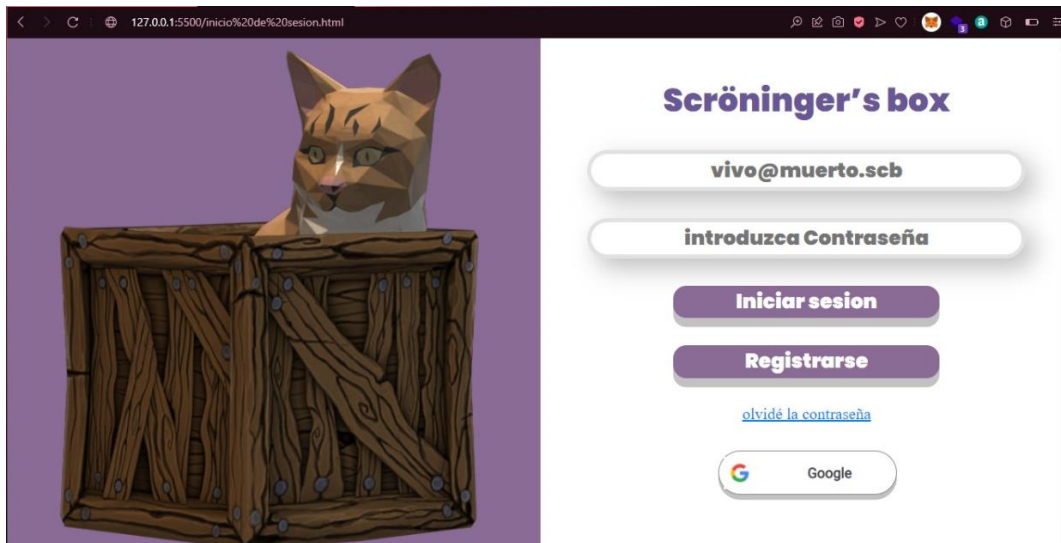 127.0.0.1:5500/inicio%20de%20sesion.html
3
a
Scröninger's box
vivo@muerto.scb
introduzca Contraseña
Iniciar sesion
Registrarse
olvidé la contraseña
G Google